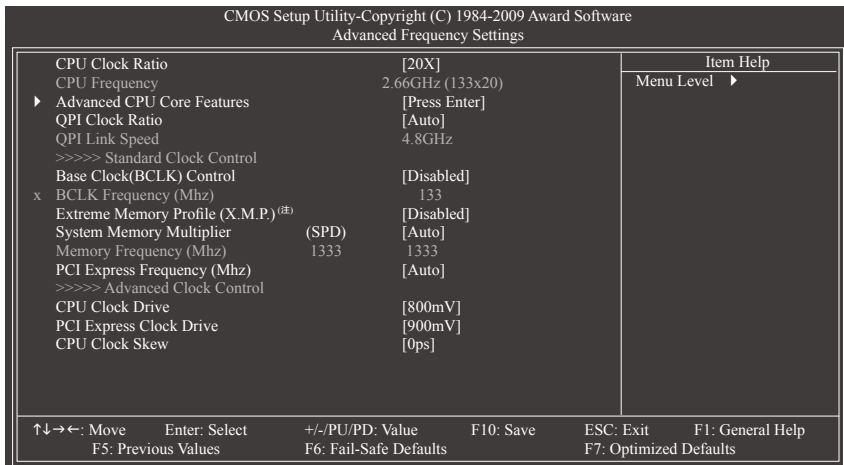 CMOS Setup Utility-Copyright (C) 1984-2009 Award Software
Advanced Frequency Settings
CPU Clock Ratio [20X]
CPU Frequency 2.66GHz (133x20)
Advanced CPU Core Features [Press Enter]
QPI Clock Ratio [Auto]
QPI Link Speed 4.8GHz
>>>>> Standard Clock Control
Base Clock(BCLK) Control [Disabled]
x BCLK Frequency (Mhz) 133
Extreme Memory Profile (X.M.P.) (注) [Disabled]
System Memory Multiplier (SPD) [Auto]
Memory Frequency (Mhz) 1333 1333
PCI Express Frequency (Mhz) [Auto]
>>>>> Advanced Clock Control
CPU Clock Drive [800mV]
PCI Express Clock Drive [900mV]
CPU Clock Skew [0ps]
Item Help
Menu Level
↑↓→←: Move Enter: Select +/-/PU/PD: Value F10: Save ESC: Exit F1: General Help
F5: Previous Values F6: Fail-Safe Defaults F7: Optimized Defaults